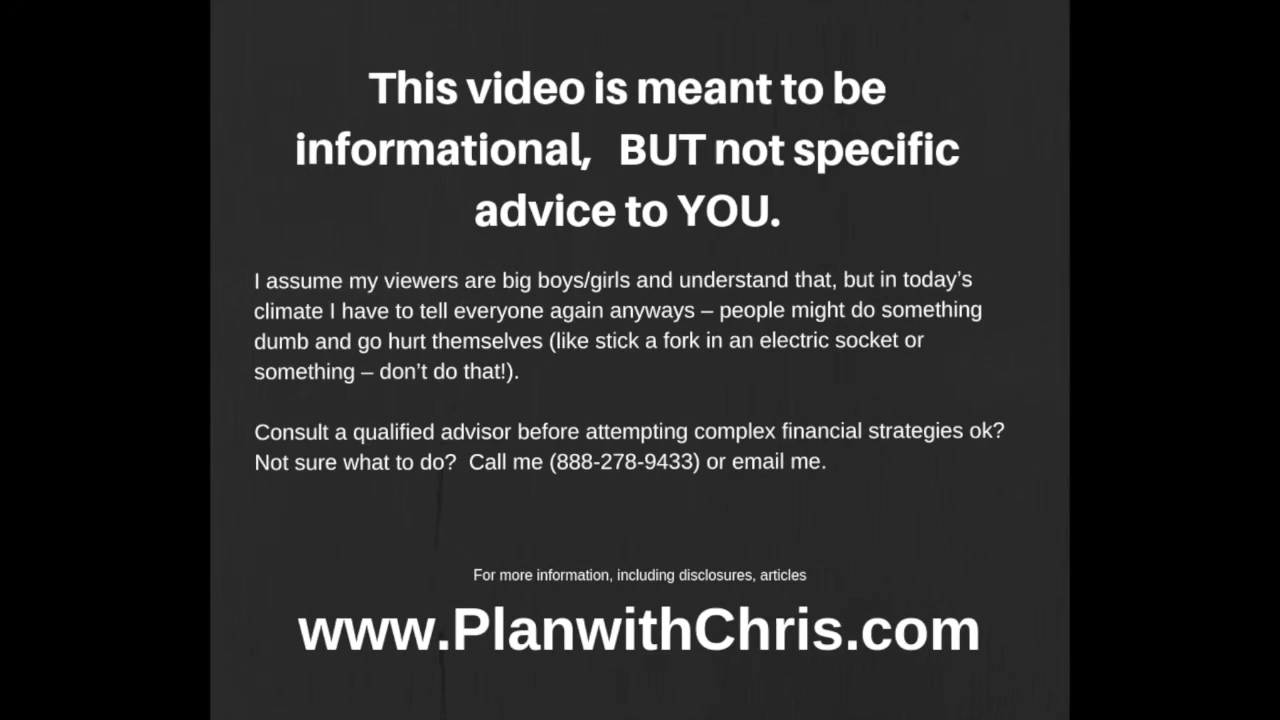 This video is meant to be
informational,   BUT not specific
advice to YOU.
I assume my viewers are big boys/girls and understand that, but in today’s
climate I have to tell everyone again anyways – people might do something
dumb and go hurt themselves (like stick a fork in an electric socket or
something – don’t do that!).
Consult a qualified advisor before attempting complex financial strategies ok?
Not sure what to do?  Call me (888-278-9433) or email me.
For more information, including disclosures, articles
www.PlanwithChris.com